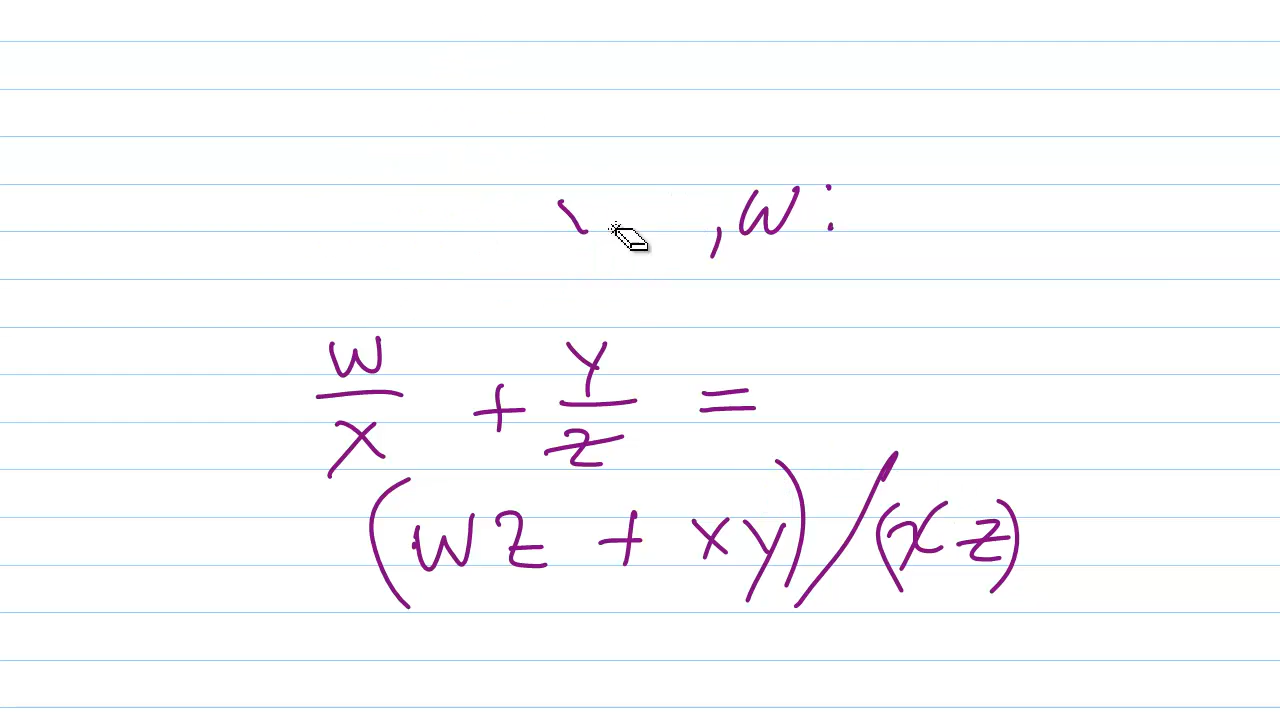 , w :
w/x + y/z =
(wz + xy)/(xz)